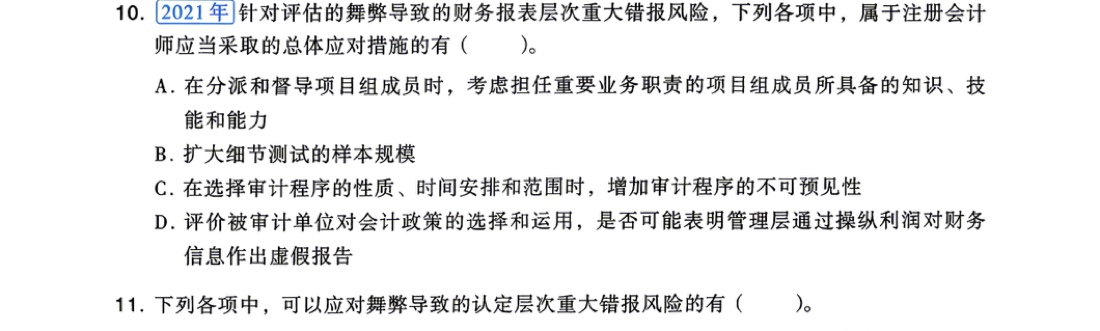 10. 2021年 针对评估的舞弊导致的财务报表层次重大错报风险，下列各项中，属于注册会计
师应当采取的总体应对措施的有（　　）。
A. 在分派和督导项目组成员时，考虑担任重要业务职责的项目组成员所具备的知识、技
能和能力
B. 扩大细节测试的样本规模
C. 在选择审计程序的性质、时间安排和范围时，增加审计程序的不可预见性
D. 评价被审计单位对会计政策的选择和运用，是否可能表明管理层通过操纵利润对财务
信息作出虚假报告
11. 下列各项中，可以应对舞弊导致的认定层次重大错报风险的有（　　）。